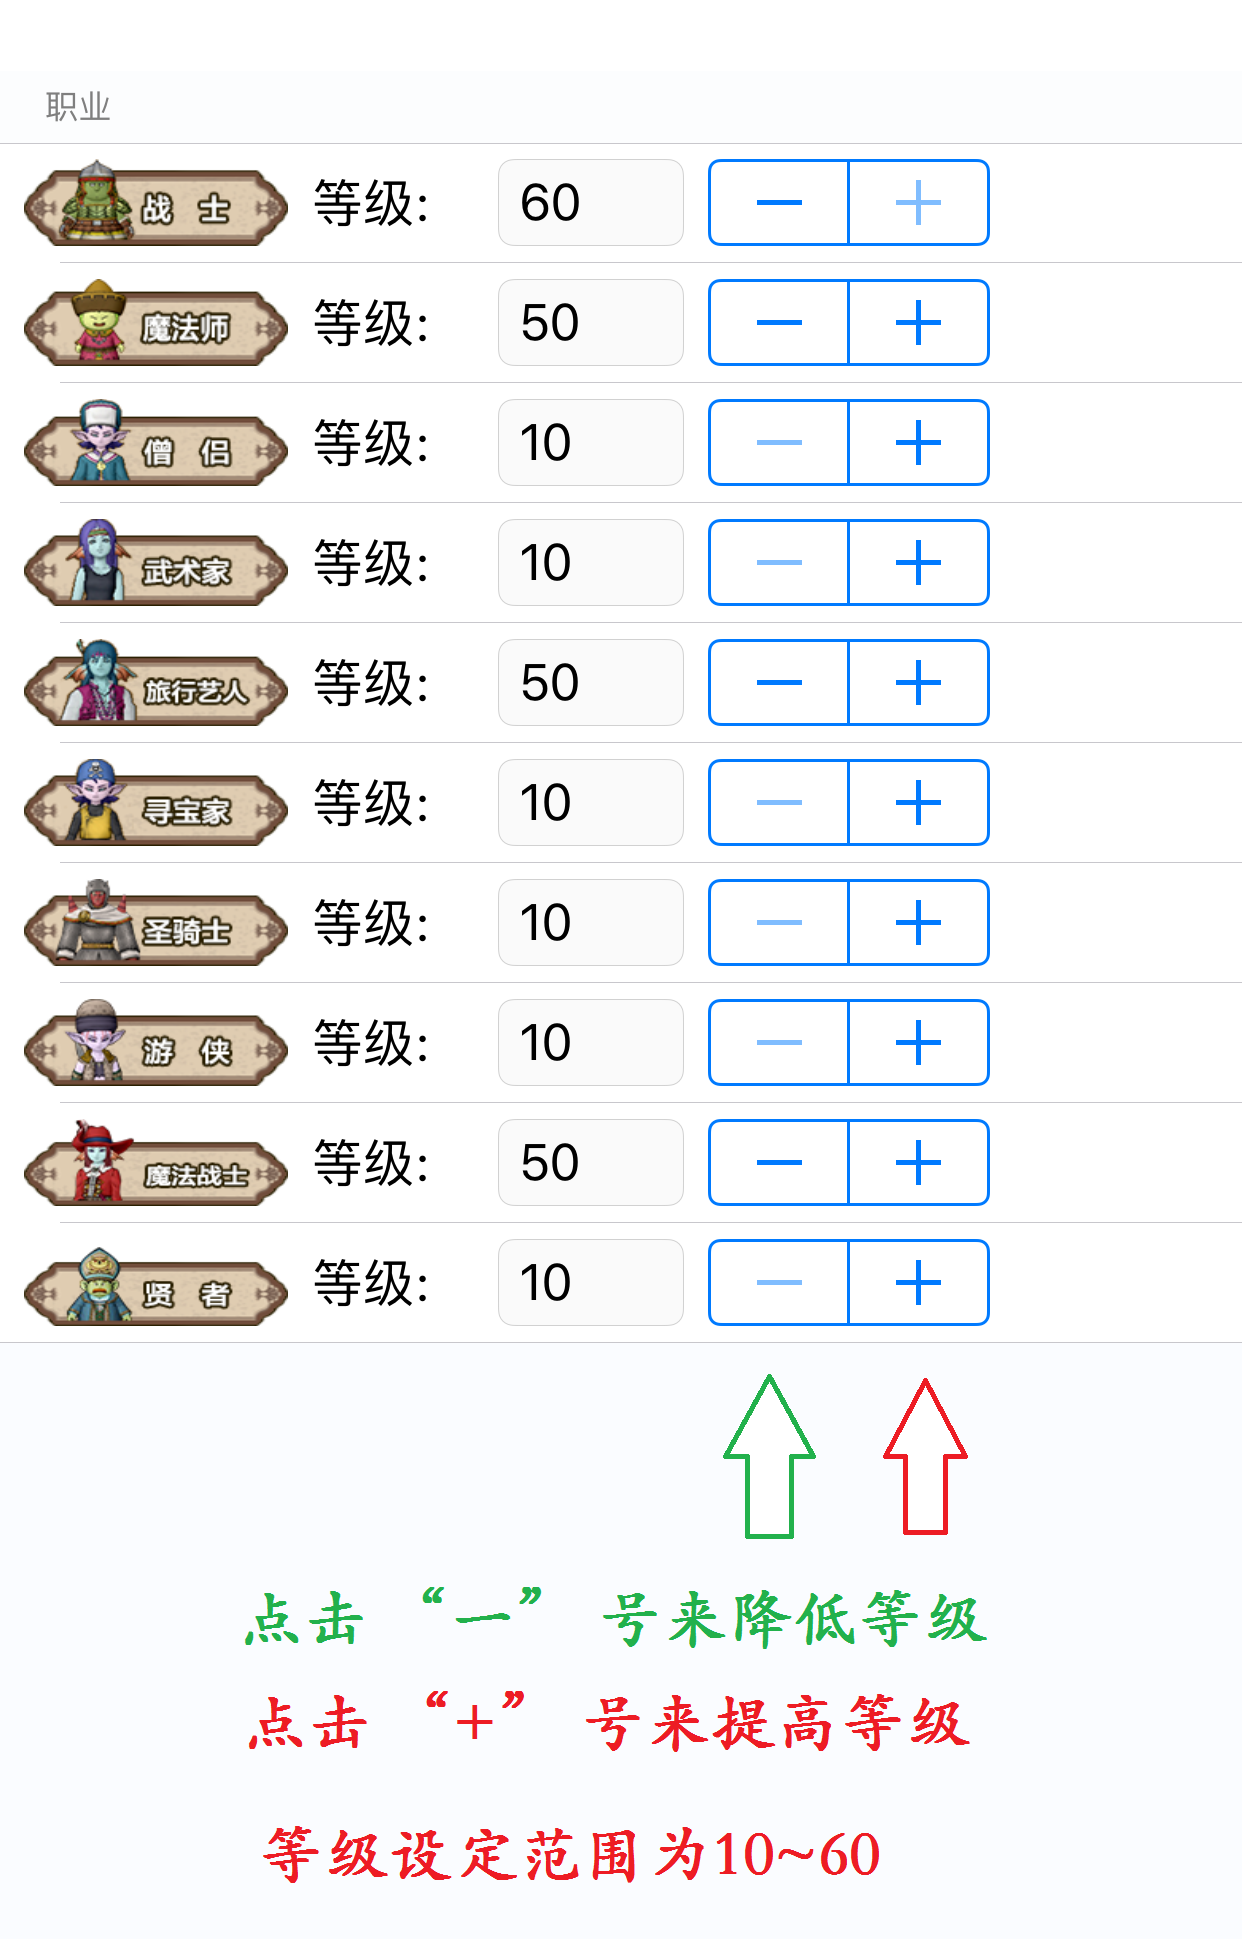 职业
战 士 等级: 60 − +
魔法师 等级: 50 − +
僧 侣 等级: 10 − +
武术家 等级: 10 − +
旅行艺人 等级: 50 − +
寻宝家 等级: 10 − +
圣骑士 等级: 10 − +
游 侠 等级: 10 − +
魔法战士 等级: 50 − +
贤 者 等级: 10 − +
点击 “一” 号来降低等级
点击 “+” 号来提高等级
等级设定范围为10~60